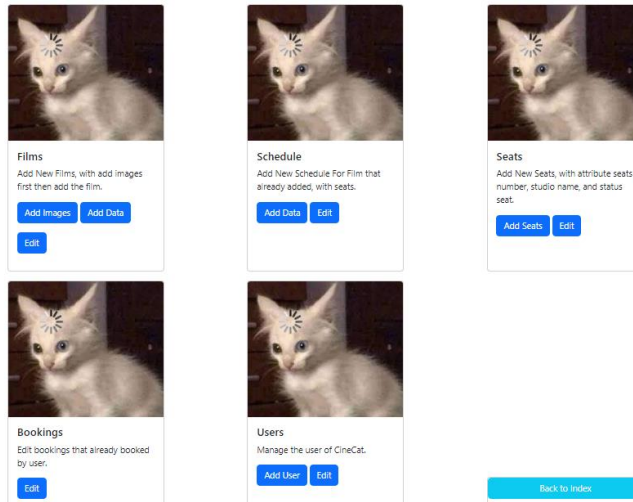 Films
Add New Films, with add images
first then add the film.
Add Images
Add Data
Edit
Schedule
Add New Schedule For Film that
already added, with seats.
Add Data
Edit
Seats
Add New Seats, with attribute seats
number, studio name, and status
seat.
Add Seats
Edit
Bookings
Edit bookings that already booked
by user.
Edit
Users
Manage the user of CineCat.
Add User
Edit
Back to Index